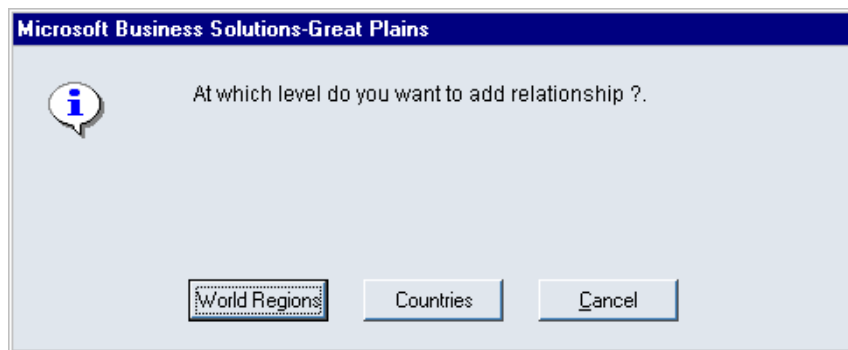 Microsoft Business Solutions-Great Plains
At which level do you want to add relationship ?.
World Regions
Countries
Cancel